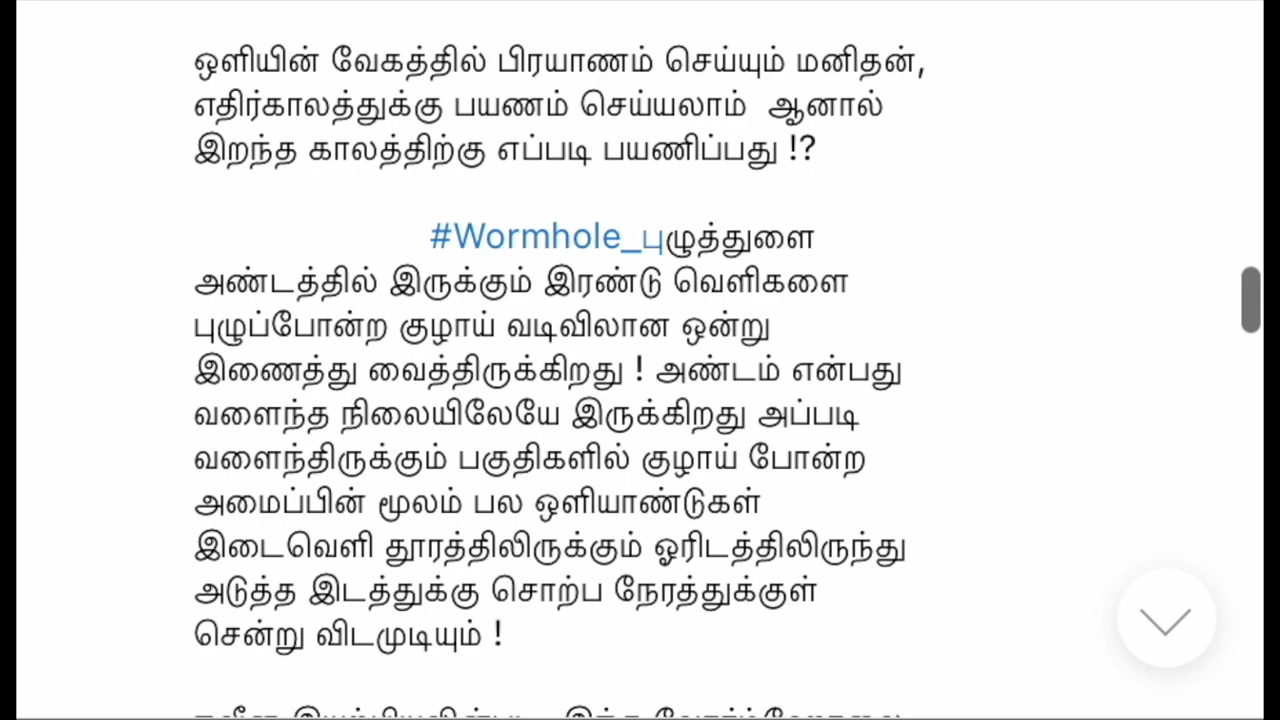 ஒளியின் வேகத்தில் பிரயாணம் செய்யும் மனிதன்,
எதிர்காலத்துக்கு பயணம் செய்யலாம்  ஆனால்
இறந்த காலத்திற்கு எப்படி பயணிப்பது !?
#Wormhole_புழுத்துளை
அண்டத்தில் இருக்கும் இரண்டு வெளிகளை
புழுப்போன்ற குழாய் வடிவிலான ஒன்று
இணைத்து வைத்திருக்கிறது ! அண்டம் என்பது
வளைந்த நிலையிலேயே இருக்கிறது அப்படி
வளைந்திருக்கும் பகுதிகளில் குழாய் போன்ற
அமைப்பின் மூலம் பல ஒளியாண்டுகள்
இடைவெளி தூரத்திலிருக்கும் ஓரிடத்திலிருந்து
அடுத்த இடத்துக்கு சொற்ப நேரத்துக்குள்
சென்று விடமுடியும் !